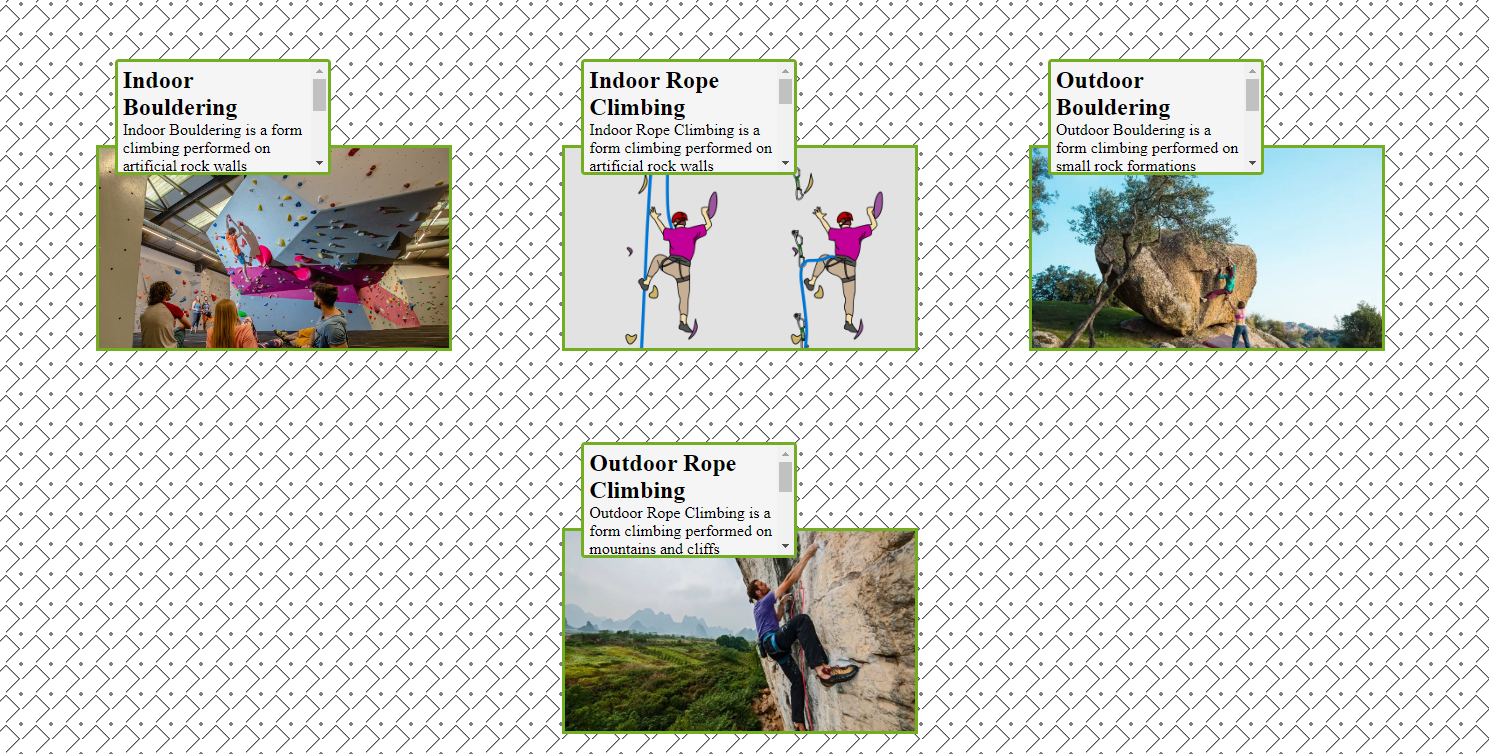 Indoor
Bouldering
Indoor Bouldering is a form
climbing performed on
artificial rock walls
Indoor Rope
Climbing
Indoor Rope Climbing is a
form climbing performed on
artificial rock walls
Outdoor
Bouldering
Outdoor Bouldering is a
form climbing performed on
small rock formations
Outdoor Rope
Climbing
Outdoor Rope Climbing is a
form climbing performed on
mountains and cliffs